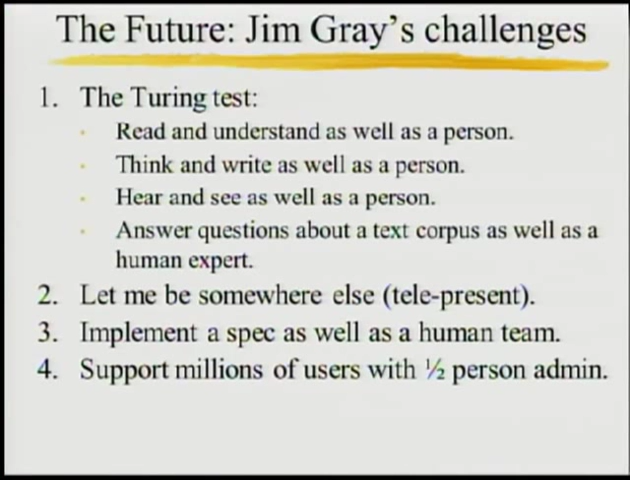 The Future: Jim Gray's challenges
1. The Turing test:
· Read and understand as well as a person.
· Think and write as well as a person.
· Hear and see as well as a person.
· Answer questions about a text corpus as well as a
human expert.
2. Let me be somewhere else (tele-present).
3. Implement a spec as well as a human team.
4. Support millions of users with ½ person admin.